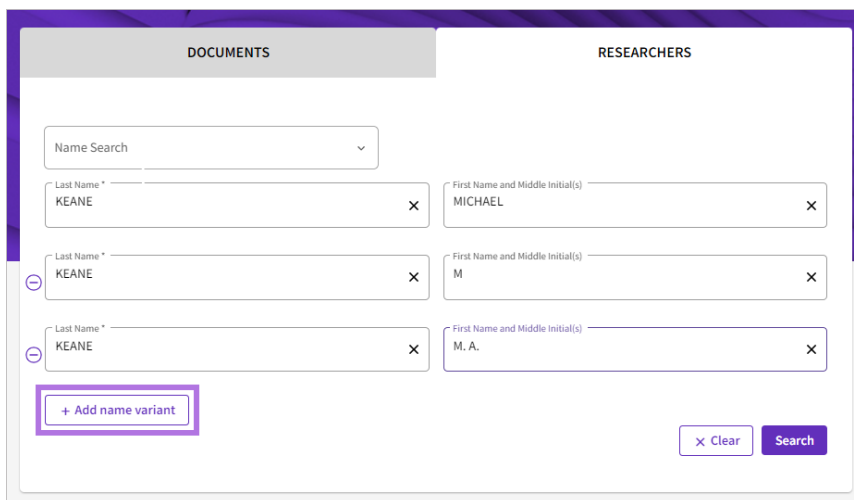 DOCUMENTS RESEARCHERS
Name Search
Last Name * First Name and Middle Initial(s)
KEANE MICHAEL
Last Name * First Name and Middle Initial(s)
KEANE M
Last Name * First Name and Middle Initial(s)
KEANE M. A.
+ Add name variant
× Clear Search